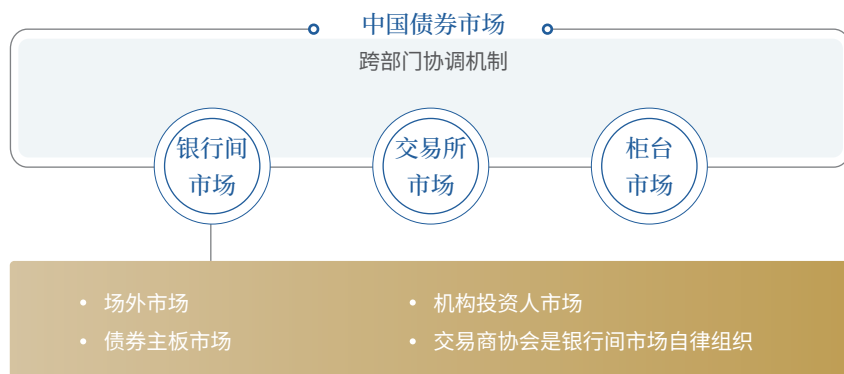 中国债券市场
跨部门协调机制
银行间
市场
交易所
市场
柜台
市场
• 场外市场
• 债券主板市场
• 机构投资人市场
• 交易商协会是银行间市场自律组织